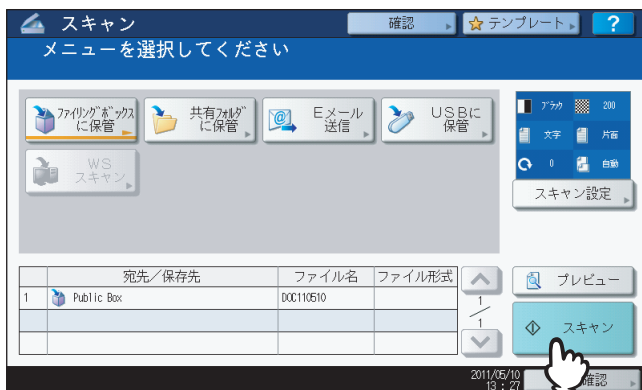 スキャン
確認
テンプレート
?
メニューを選択してください
ファイリングボックス
に保管
共有フォルダ
に保管
Eメール
送信
USBに
保管
WS
スキャン
ブラック
200
文字
片面
0
自動
スキャン設定
宛先/保存先
ファイル名
ファイル形式
1
Public Box
DOC110510
1
1
プレビュー
スキャン
2011/05/10
13:27
確認